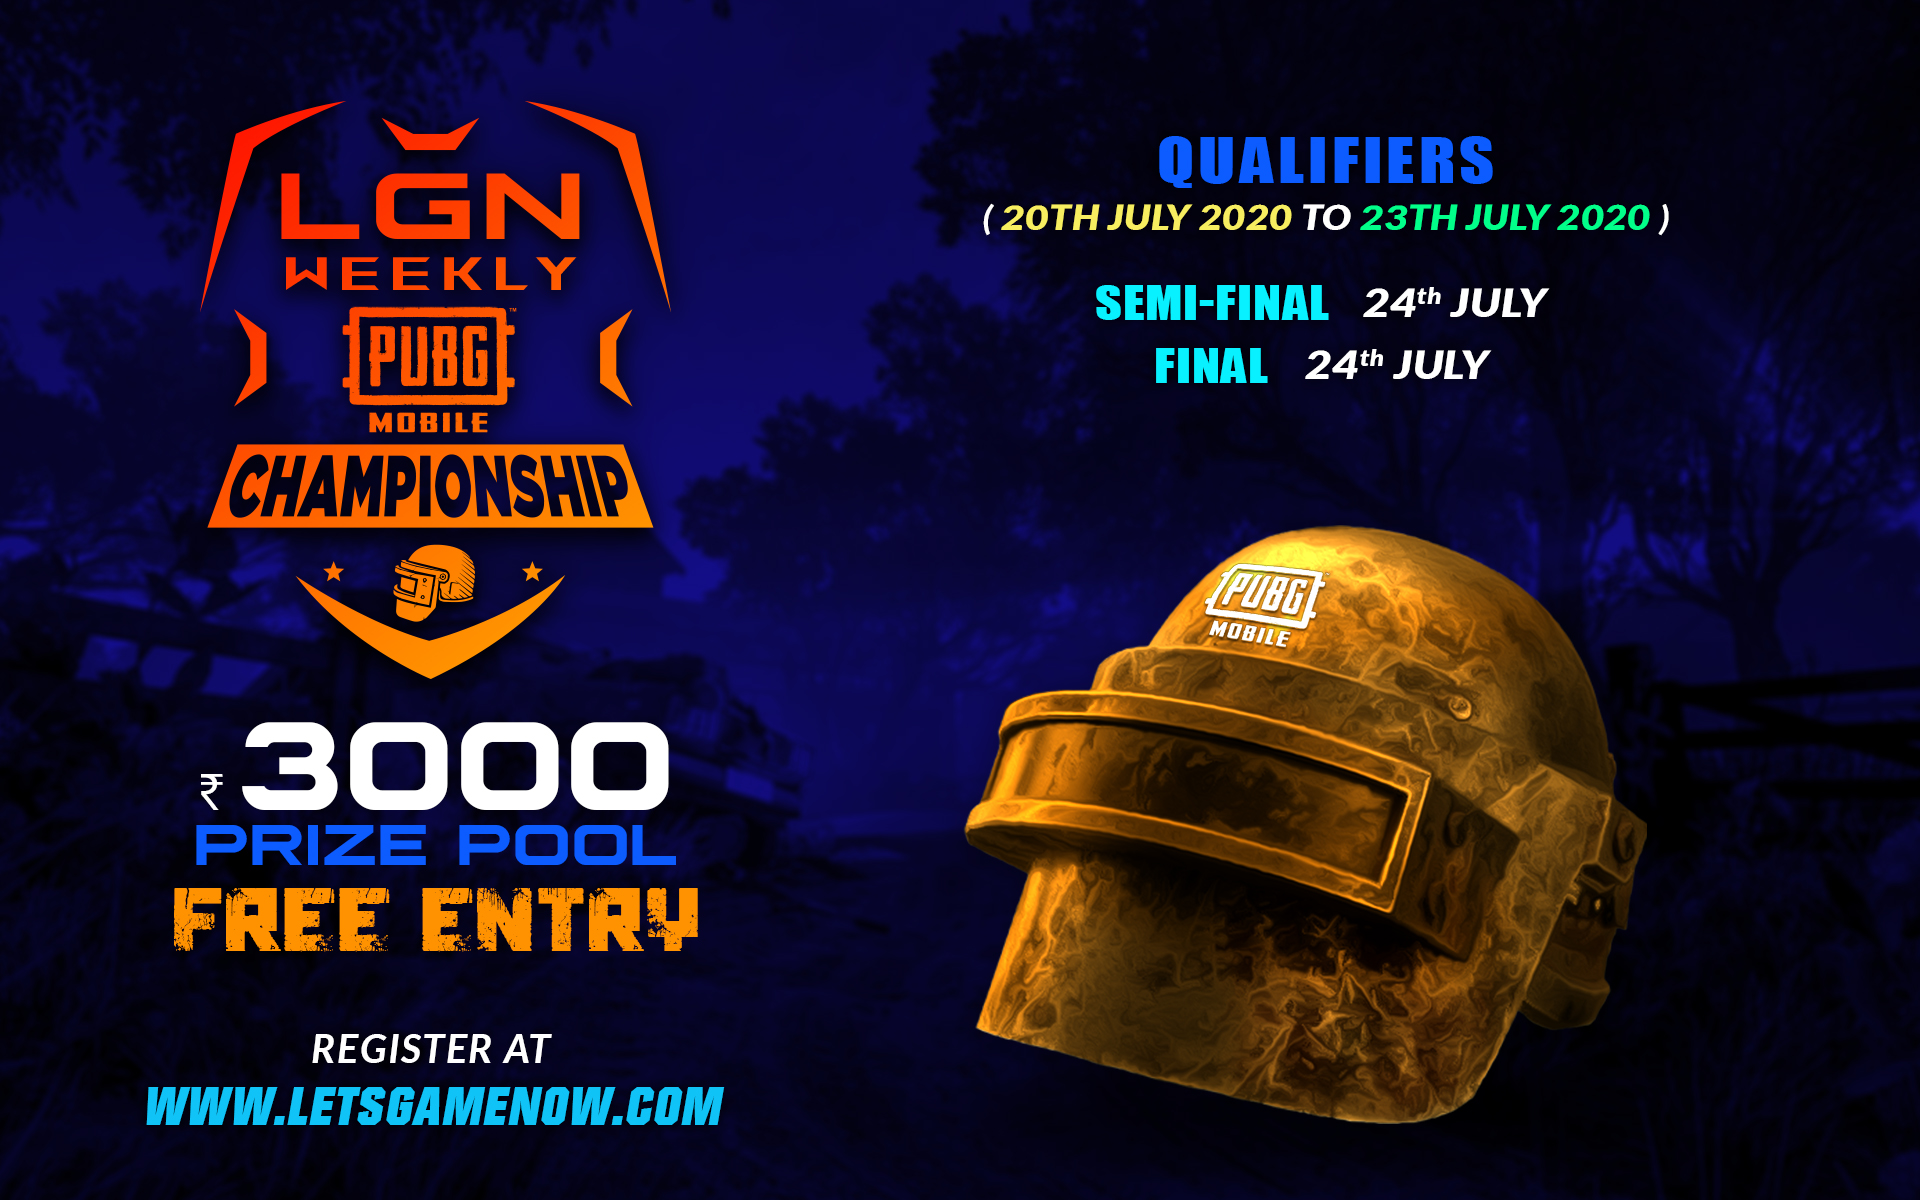 LGN
WEEKLY
PUBG™
MOBILE
CHAMPIONSHIP
₹ 3000
PRIZE POOL
FREE ENTRY
REGISTER AT
WWW.LETSGAMENOW.COM
QUALIFIERS
( 20TH JULY 2020 TO 23TH JULY 2020 )
SEMI-FINAL 24th JULY
FINAL 24th JULY
PUBG
MOBILE